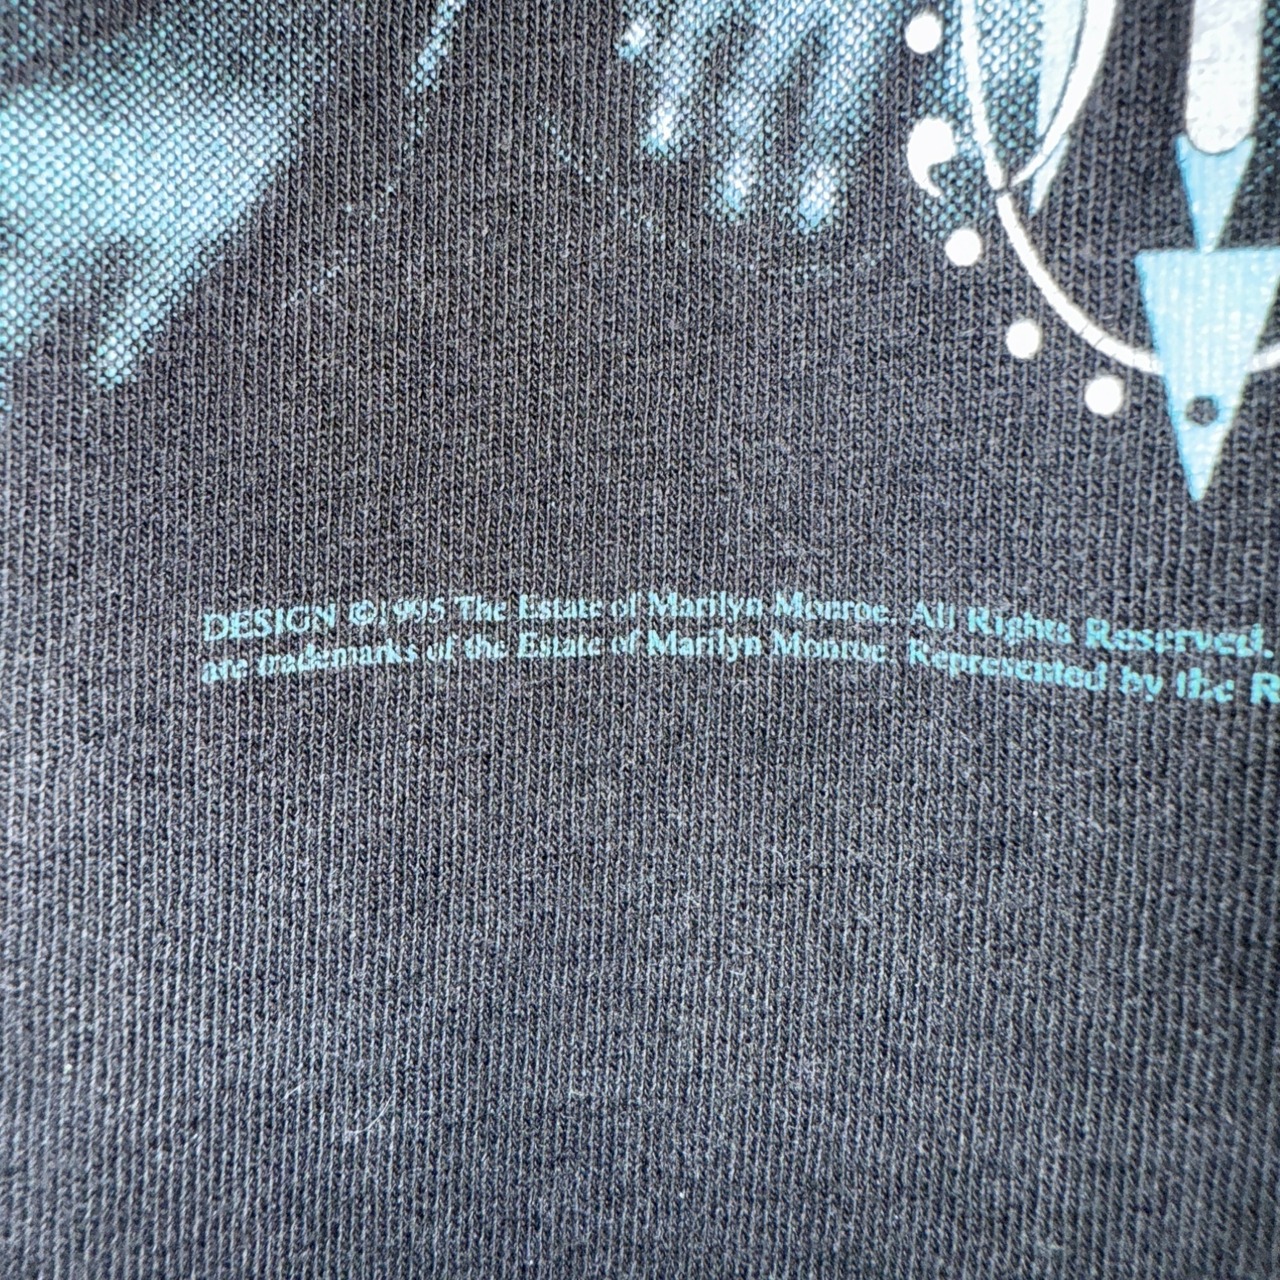 DESIGN ©1995 The Estate of Marilyn Monroe. All Rights Reserved.
are trademarks of the Estate of Marilyn Monroe. Represented by the R